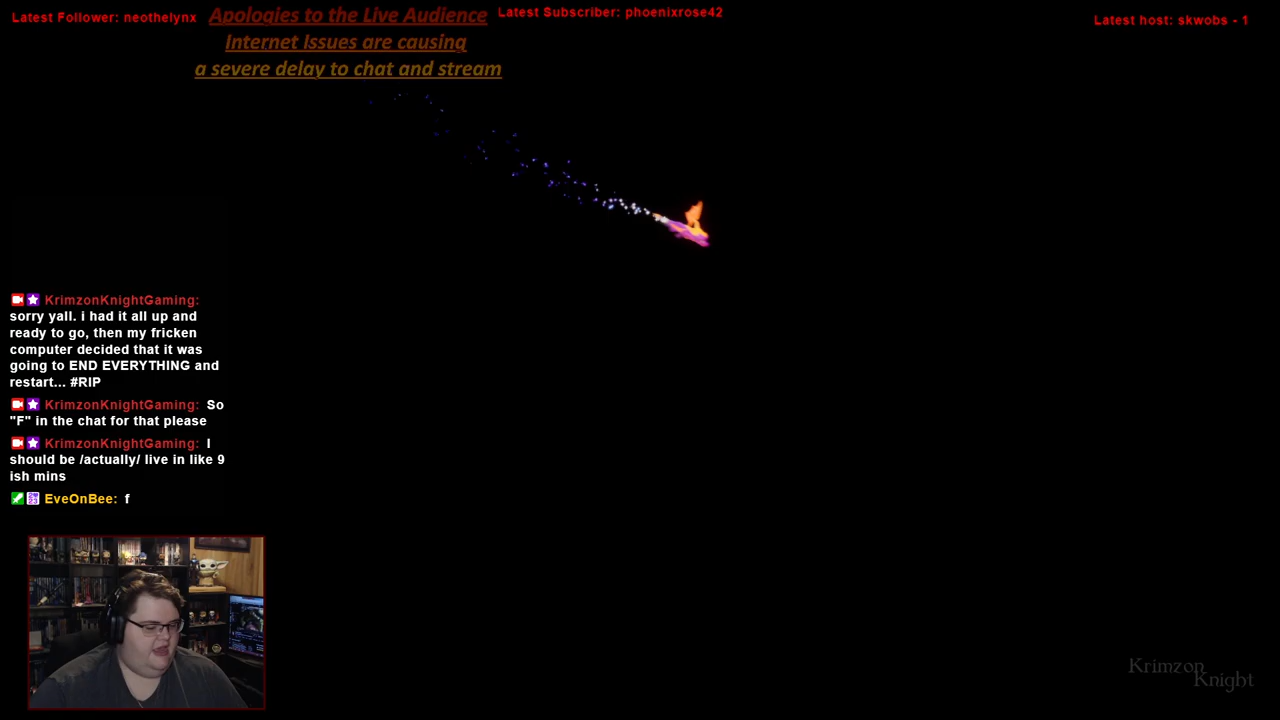 Latest Follower: neothelynx
Apologies to the Live Audience
Latest Subscriber: phoenixrose42
Latest host: skwobs - 1
Internet Issues are causing
a severe delay to chat and stream
KrimzonKnightGaming:
sorry yall. i had it all up and
ready to go, then my fricken
computer decided that it was
going to END EVERYTHING and
restart... #RIP
KrimzonKnightGaming: So
"F" in the chat for that please
KrimzonKnightGaming: I
should be /actually/ live in like 9
ish mins
EveOnBee: f
Krimzon
Knight